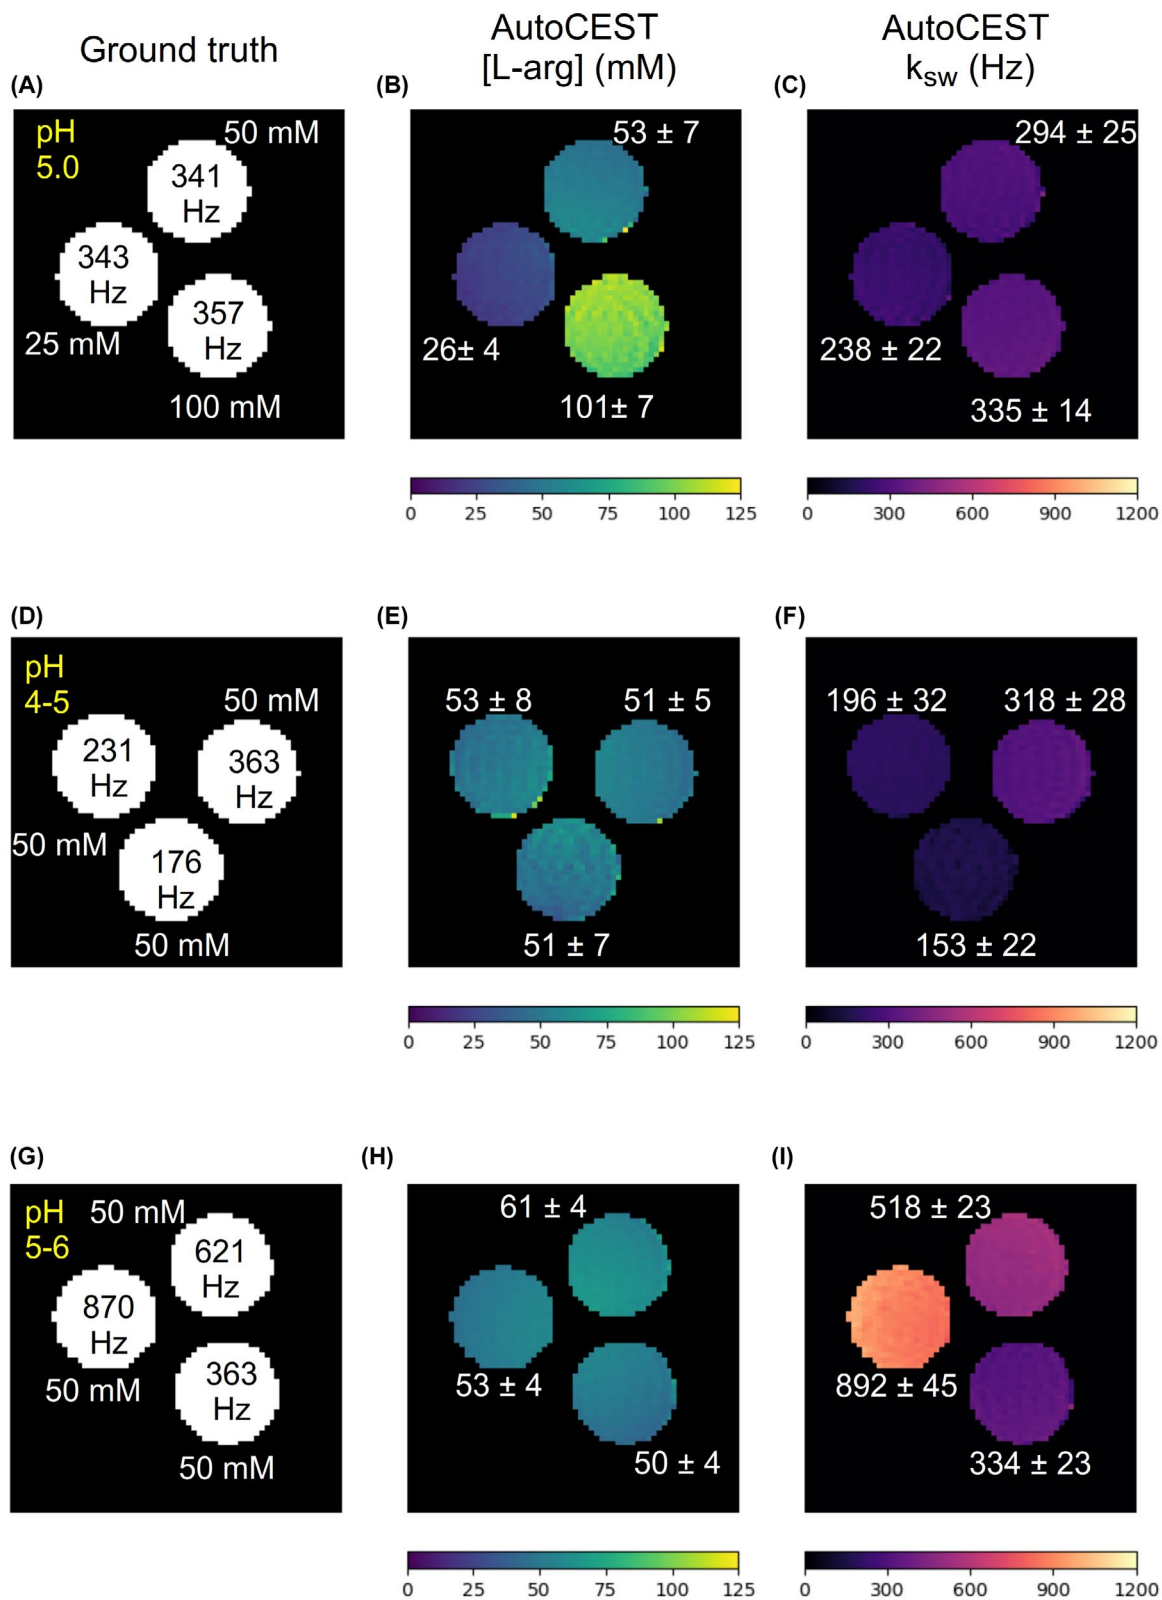 Ground truth
AutoCEST
[L-arg] (mM)
AutoCEST
k_sw (Hz)
(A)
(B)
(C)
pH
5.0
50 mM
341
Hz
343
Hz
357
Hz
25 mM
100 mM
53 ± 7
26± 4
101± 7
294 ± 25
238 ± 22
335 ± 14
0 25 50 75 100 125
0 300 600 900 1200
(D)
(E)
(F)
pH
4-5
50 mM
231
Hz
363
Hz
50 mM
176
Hz
50 mM
53 ± 8
51 ± 5
51 ± 7
196 ± 32
318 ± 28
153 ± 22
0 25 50 75 100 125
0 300 600 900 1200
(G)
(H)
(I)
pH
5-6
50 mM
621
Hz
870
Hz
50 mM
363
Hz
50 mM
61 ± 4
53 ± 4
50 ± 4
518 ± 23
892 ± 45
334 ± 23
0 25 50 75 100 125
0 300 600 900 1200